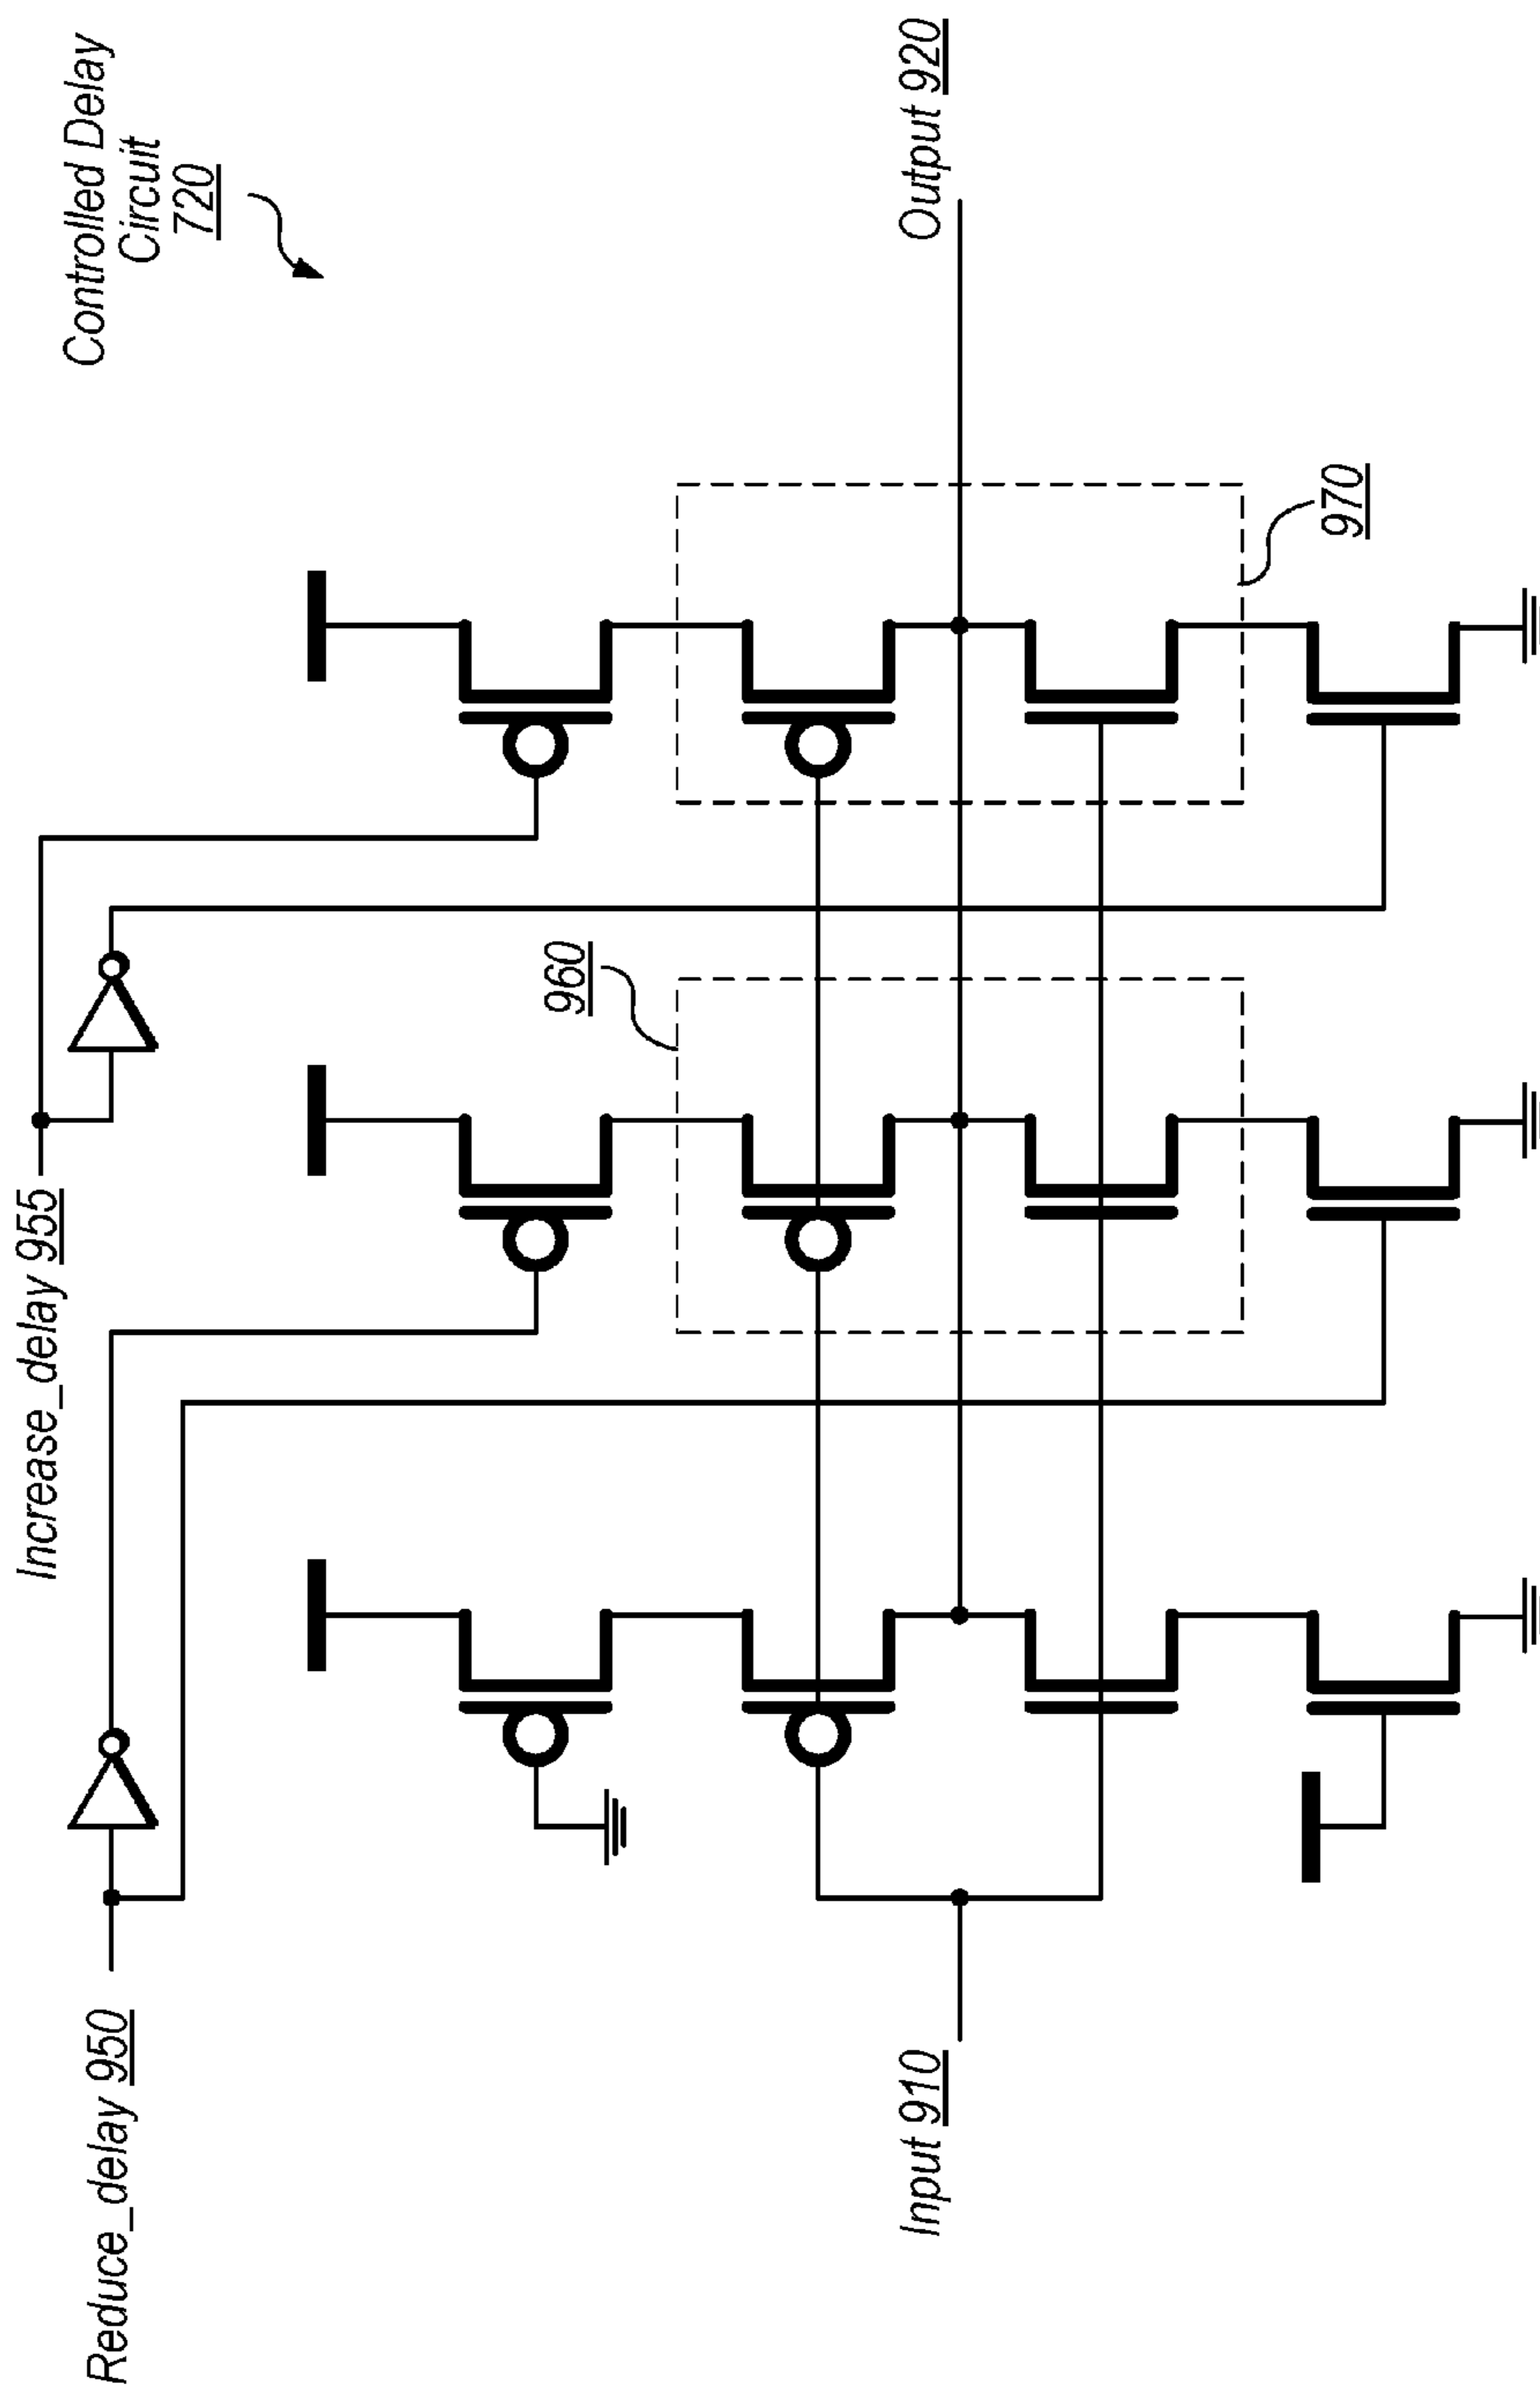 Controlled Delay
Circuit
720
Increase_delay 955
Reduce_delay 950
960
Input 910
Output 920
970